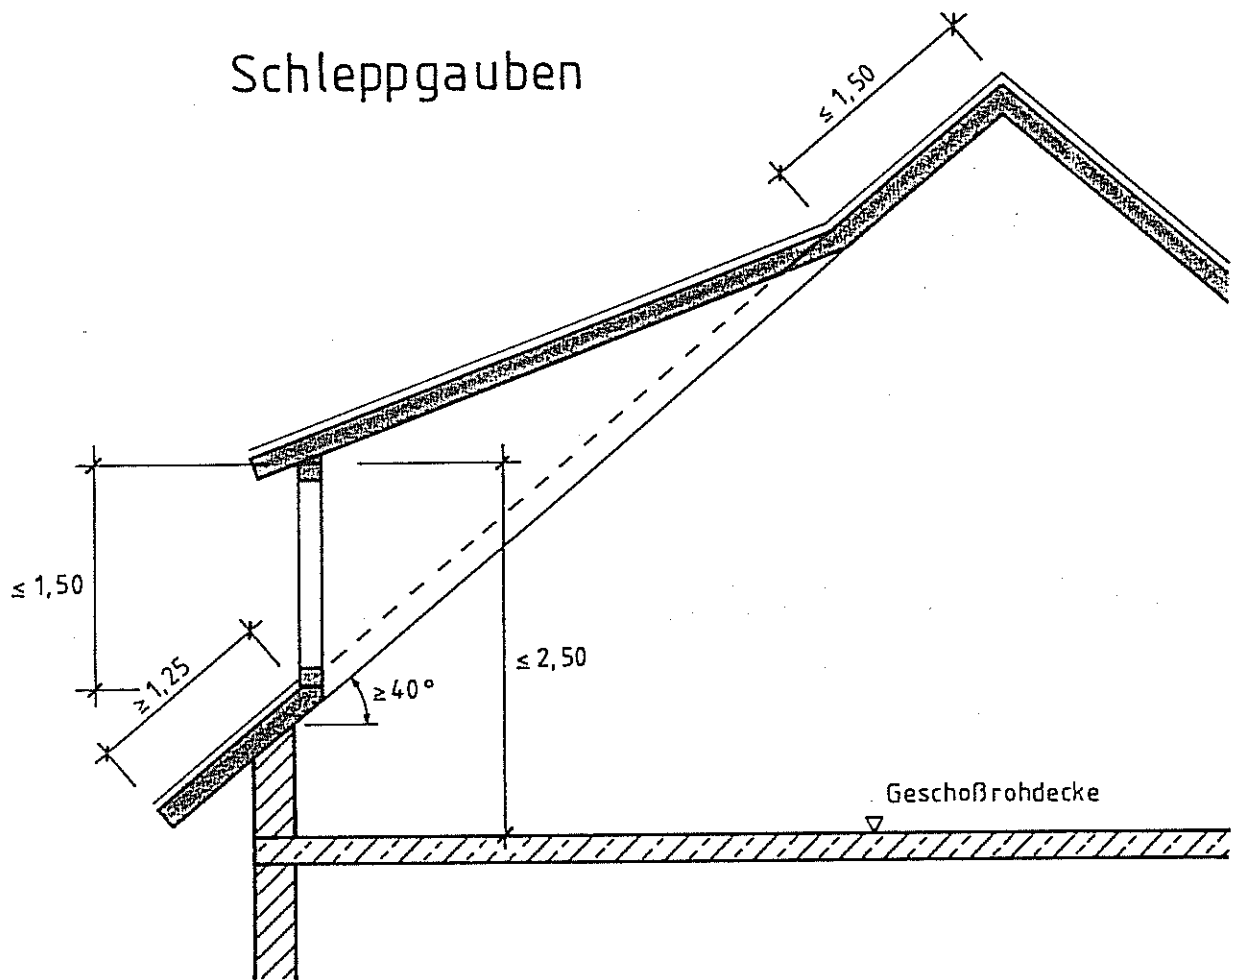 Schleppgauben
≤ 1,50
≤ 1,50
≥ 1,25
≥ 40°
≤ 2,50
Geschoßrohdecke